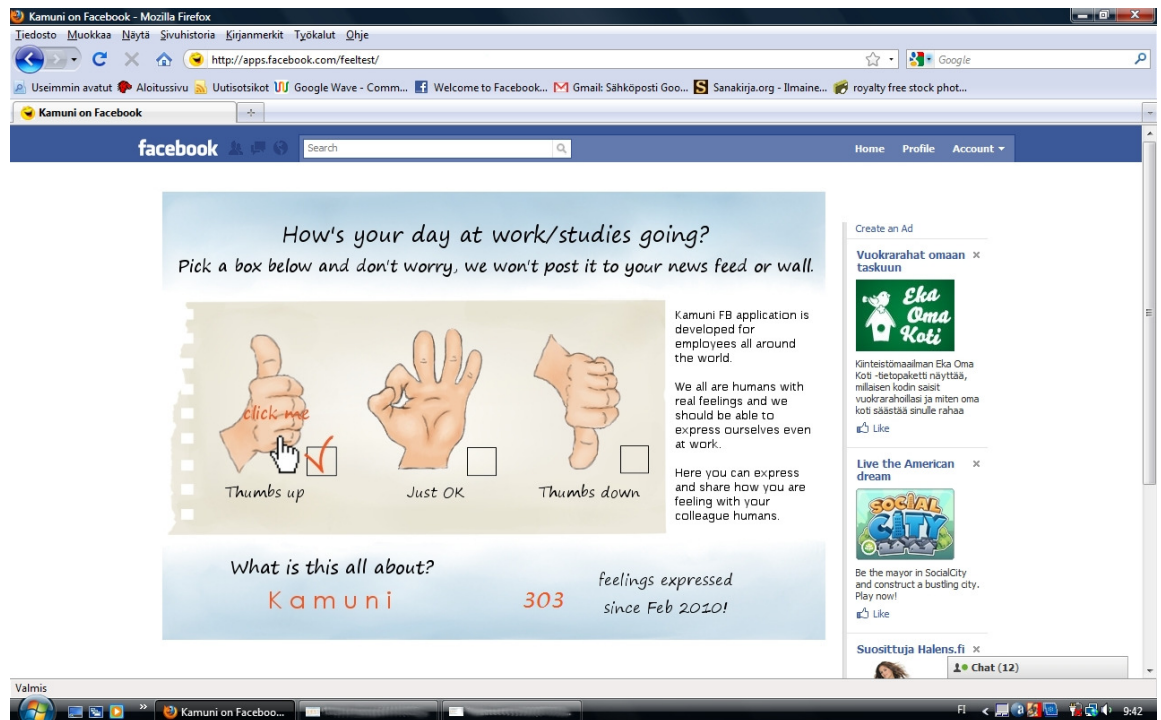 Kamuni on Facebook - Mozilla Firefox
Tiedosto Muokkaa Näytä Sivuhistoria Kirjanmerkit Työkalut Ohje
http://apps.facebook.com/feeltest/
Google
Useimmin avatut Aloitussivu Uutisotsikot Google Wave - Comm... Welcome to Facebook... Gmail: Sähköposti Goo... Sanakirja.org - Ilmaine... royalty free stock phot...
Kamuni on Facebook
facebook Search Home Profile Account
How's your day at work/studies going?
Pick a box below and don't worry, we won't post it to your news feed or wall.
click me
Thumbs up
Just OK
Thumbs down
Kamuni FB application is
developed for
employees all around
the world.
We all are humans with
real feelings and we
should be able to
express ourselves even
at work.
Here you can express
and share how you are
feeling with your
colleague humans.
What is this all about?
Kamuni
303
feelings expressed
since Feb 2010!
Create an Ad
Vuokrarahat omaan
taskuun
Eka
Oma
Koti
Kiinteistömaailman Eka Oma
Koti -tietopaketti näyttää,
millaisen kodin saisit
vuokrarahoillasi ja miten oma
koti säästää sinulle rahaa
Like
Live the American
dream
SOCIAL
CITY
Be the mayor in SocialCity
and construct a bustling city.
Play now!
Like
Suosittuja Halens.fi
Chat (12)
Valmis
Kamuni on Faceboo...
FI
9:42